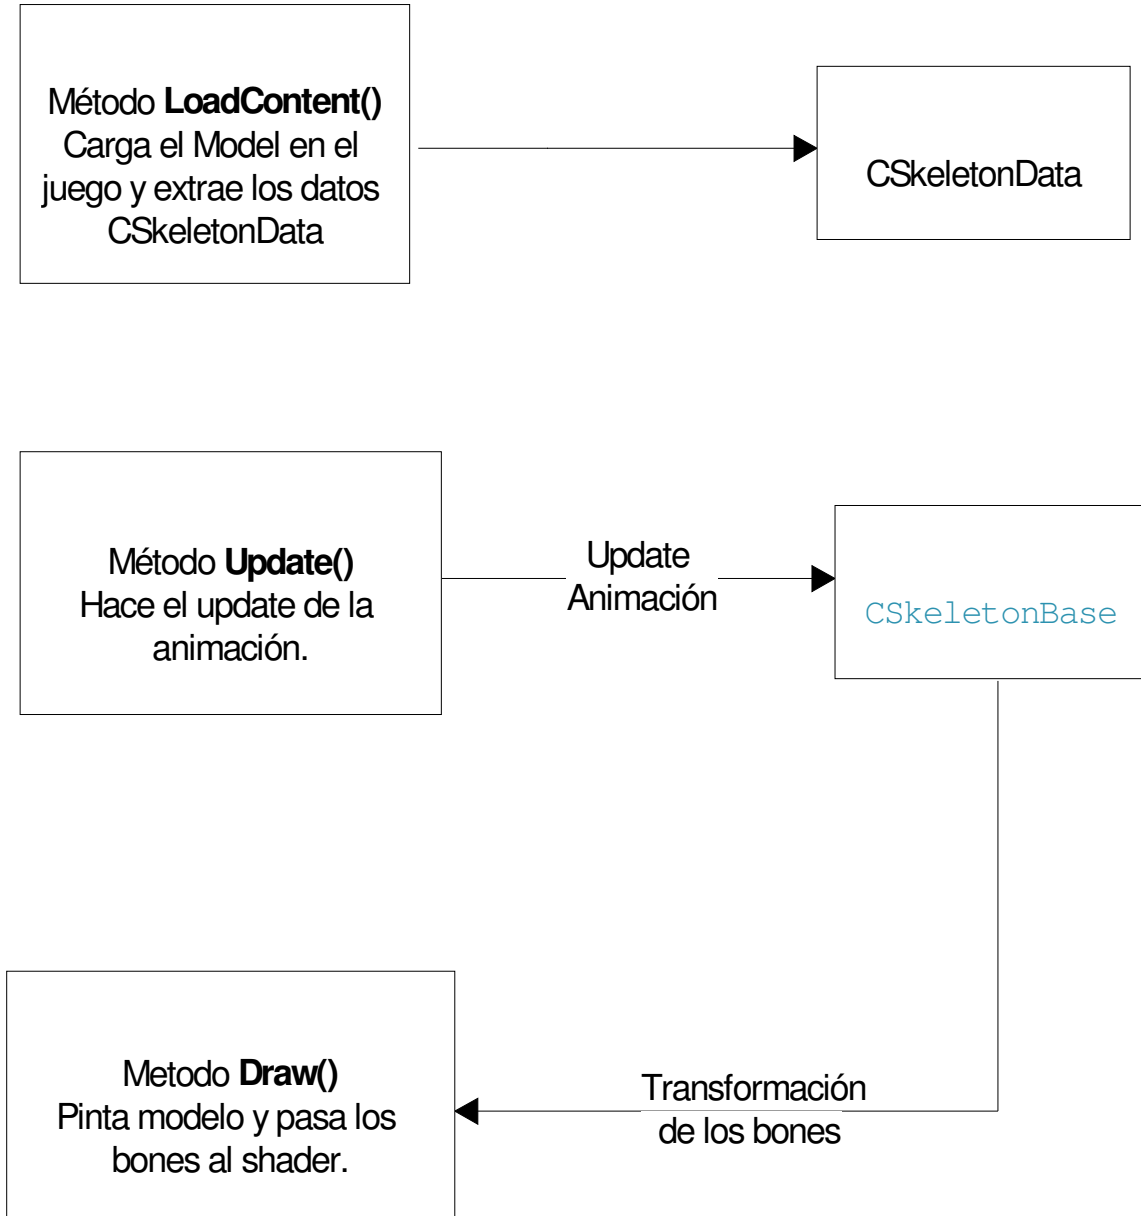 Método LoadContent()
Carga el Model en el
juego y extrae los datos
CSkeletonData
CSkeletonData
Método Update()
Hace el update de la
animación.
Update
Animación
CSkeletonBase
Metodo Draw()
Pinta modelo y pasa los
bones al shader.
Transformación
de los bones